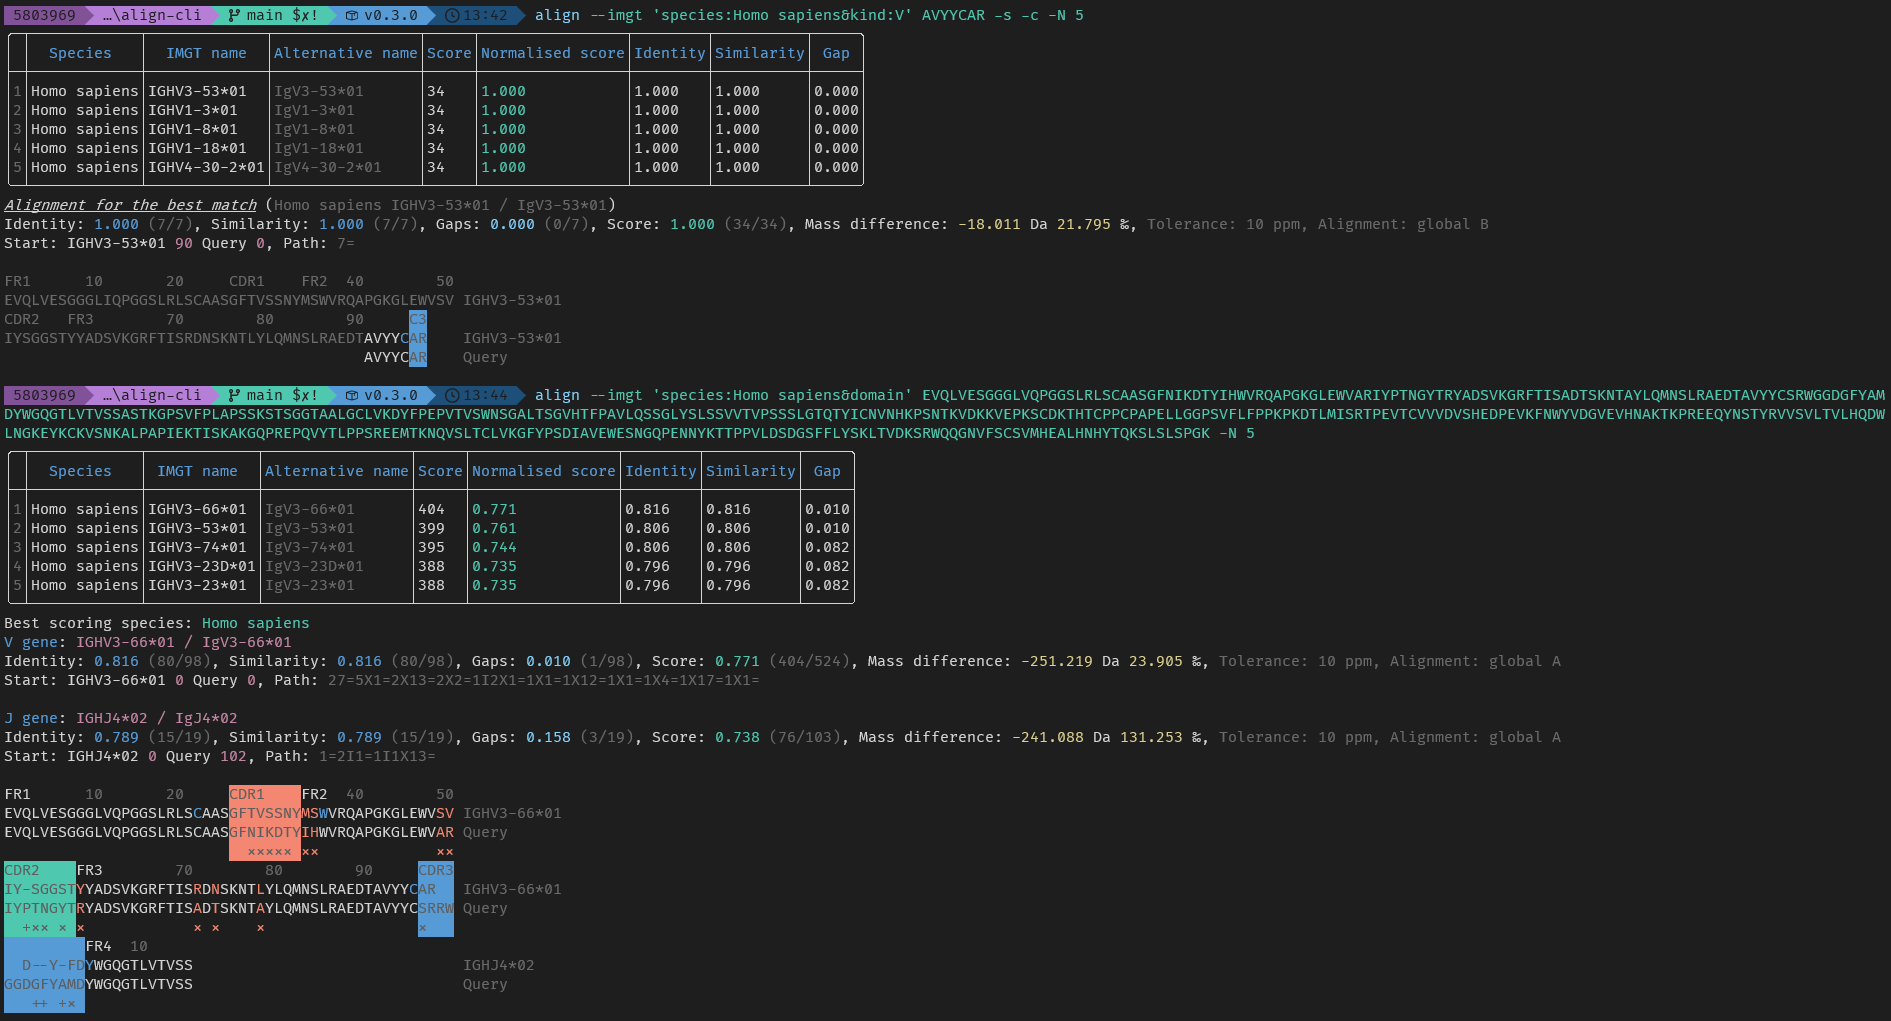 5803969 …\align-cli main $✗! v0.3.0 13:42 align --imgt 'species:Homo sapiens&kind:V' AVYYCAR -s -c -N 5
Species IMGT name Alternative name Score Normalised score Identity Similarity Gap
1 Homo sapiens IGHV3-53*01 IgV3-53*01 34 1.000 1.000 1.000 0.000
2 Homo sapiens IGHV1-3*01 IgV1-3*01 34 1.000 1.000 1.000 0.000
3 Homo sapiens IGHV1-8*01 IgV1-8*01 34 1.000 1.000 1.000 0.000
4 Homo sapiens IGHV1-18*01 IgV1-18*01 34 1.000 1.000 1.000 0.000
5 Homo sapiens IGHV4-30-2*01 IgV4-30-2*01 34 1.000 1.000 1.000 0.000
Alignment for the best match (Homo sapiens IGHV3-53*01 / IgV3-53*01)
Identity: 1.000 (7/7), Similarity: 1.000 (7/7), Gaps: 0.000 (0/7), Score: 1.000 (34/34), Mass difference: -18.011 Da 21.795 ‰, Tolerance: 10 ppm, Alignment: global B
Start: IGHV3-53*01 90 Query 0, Path: 7=
FR1 10 20 CDR1 FR2 40 50
EVQLVESGGGLIQPGGSLRLSCAASGFTVSSNYMSWVRQAPGKGLEWVSV IGHV3-53*01
CDR2 FR3 70 80 90 C3
IYSGGSTYYADSVKGRFTISRDNSKNTLYLQMNSLRAEDTAVYYCAR IGHV3-53*01
AVYYCAR Query
5803969 …\align-cli main $✗! v0.3.0 13:44 align --imgt 'species:Homo sapiens&domain' EVQLVESGGGLVQPGGSLRLSCAASGFNIKDTYIHWVRQAPGKGLEWVARIYPTNGYTRYADSVKGRFTISADTSKNTAYLQMNSLRAEDTAVYYCSRWGGDGFYAM
DYWGQGTLVTVSSASTKGPSVFPLAPSSKSTSGGTAALGCLVKDYFPEPVTVSWNSGALTSGVHTFPAVLQSSGLYSLSSVVTVPSSSLGTQTYICNVNHKPSNTKVDKKVEPKSCDKTHTCPPCPAPELLGGPSVFLFPPKPKDTLMISRTPEVTCVVVDVSHEDPEVKFNWYVDGVEVHNAKTKPREEQYNSTYRVVSVLTVLHQDW
LNGKEYKCKVSNKALPAPIEKTISKAKGQPREPQVYTLPPSREEMTKNQVSLTCLVKGFYPSDIAVEWESNGQPENNYKTTPPVLDSDGSFFLYSKLTVDKSRWQQGNVFSCSVMHEALHNHYTQKSLSLSPGK -N 5
Species IMGT name Alternative name Score Normalised score Identity Similarity Gap
1 Homo sapiens IGHV3-66*01 IgV3-66*01 404 0.771 0.816 0.816 0.010
2 Homo sapiens IGHV3-53*01 IgV3-53*01 399 0.761 0.806 0.806 0.010
3 Homo sapiens IGHV3-74*01 IgV3-74*01 395 0.744 0.806 0.806 0.082
4 Homo sapiens IGHV3-23D*01 IgV3-23D*01 388 0.735 0.796 0.796 0.082
5 Homo sapiens IGHV3-23*01 IgV3-23*01 388 0.735 0.796 0.796 0.082
Best scoring species: Homo sapiens
V gene: IGHV3-66*01 / IgV3-66*01
Identity: 0.816 (80/98), Similarity: 0.816 (80/98), Gaps: 0.010 (1/98), Score: 0.771 (404/524), Mass difference: -251.219 Da 23.905 ‰, Tolerance: 10 ppm, Alignment: global A
Start: IGHV3-66*01 0 Query 0, Path: 27=5X1=2X13=2X2=1I2X1=1X1=1X12=1X1=1X4=1X17=1X1=
J gene: IGHJ4*02 / IgJ4*02
Identity: 0.789 (15/19), Similarity: 0.789 (15/19), Gaps: 0.158 (3/19), Score: 0.738 (76/103), Mass difference: -241.088 Da 131.253 ‰, Tolerance: 10 ppm, Alignment: global A
Start: IGHJ4*02 0 Query 102, Path: 1=2I1=1I1X13=
FR1 10 20 CDR1 FR2 40 50
EVQLVESGGGLVQPGGSLRLSCAASGFTVSSNYMSWVRQAPGKGLEWVSV IGHV3-66*01
EVQLVESGGGLVQPGGSLRLSCAASGFNIKDTYIHWVRQAPGKGLEWVAR Query
××××× ×× ××
CDR2 FR3 70 80 90 CDR3
IY-SGGSTYYADSVKGRFTISRDNSKNTLYLQMNSLRAEDTAVYYCAR IGHV3-66*01
IYPTNGYTRYADSVKGRFTISADTSKNTAYLQMNSLRAEDTAVYYCSRRW Query
+×× × × × × × ×
FR4 10
D--Y-FDYWGQGTLVTVSS IGHJ4*02
GGDGFYAMDYWGQGTLVTVSS Query
++ +×